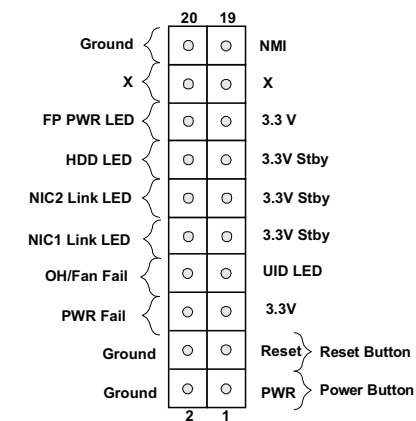 20 19
Ground NMI
X X
FP PWR LED 3.3 V
HDD LED 3.3V Stby
NIC2 Link LED 3.3V Stby
NIC1 Link LED 3.3V Stby
OH/Fan Fail UID LED
PWR Fail 3.3V
Ground Reset Reset Button
Ground PWR Power Button
2 1